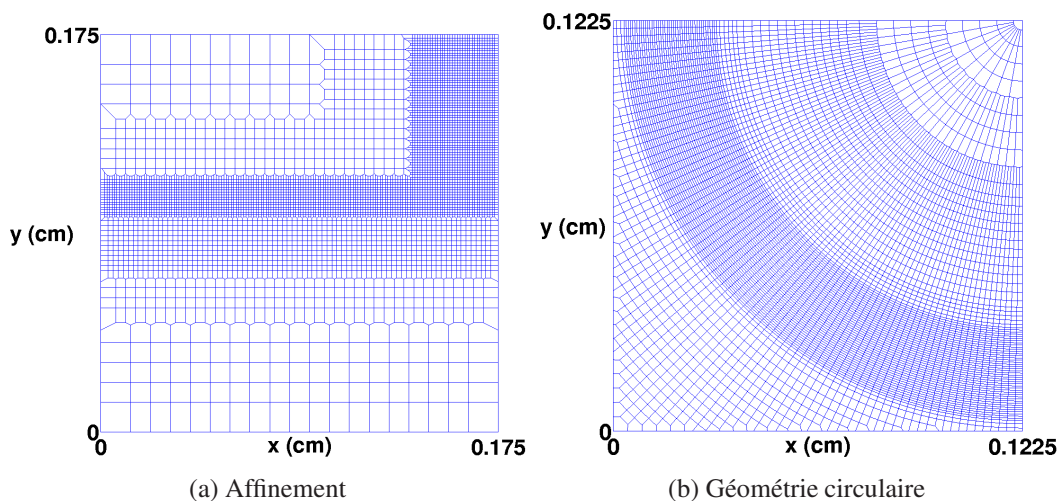 0.175
y (cm)
0
0
x (cm)
0.175
(a) Affinement
0.1225
y (cm)
0
0
x (cm)
0.1225
(b) Géométrie circulaire